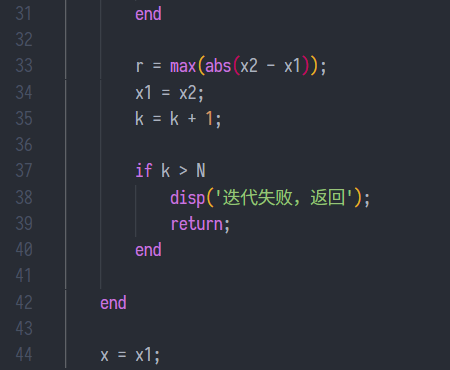 31 end
32
33 r = max(abs(x2 - x1));
34 x1 = x2;
35 k = k + 1;
36
37 if k > N
38 disp('迭代失败，返回');
39 return;
40 end
41
42 end
43
44 x = x1;